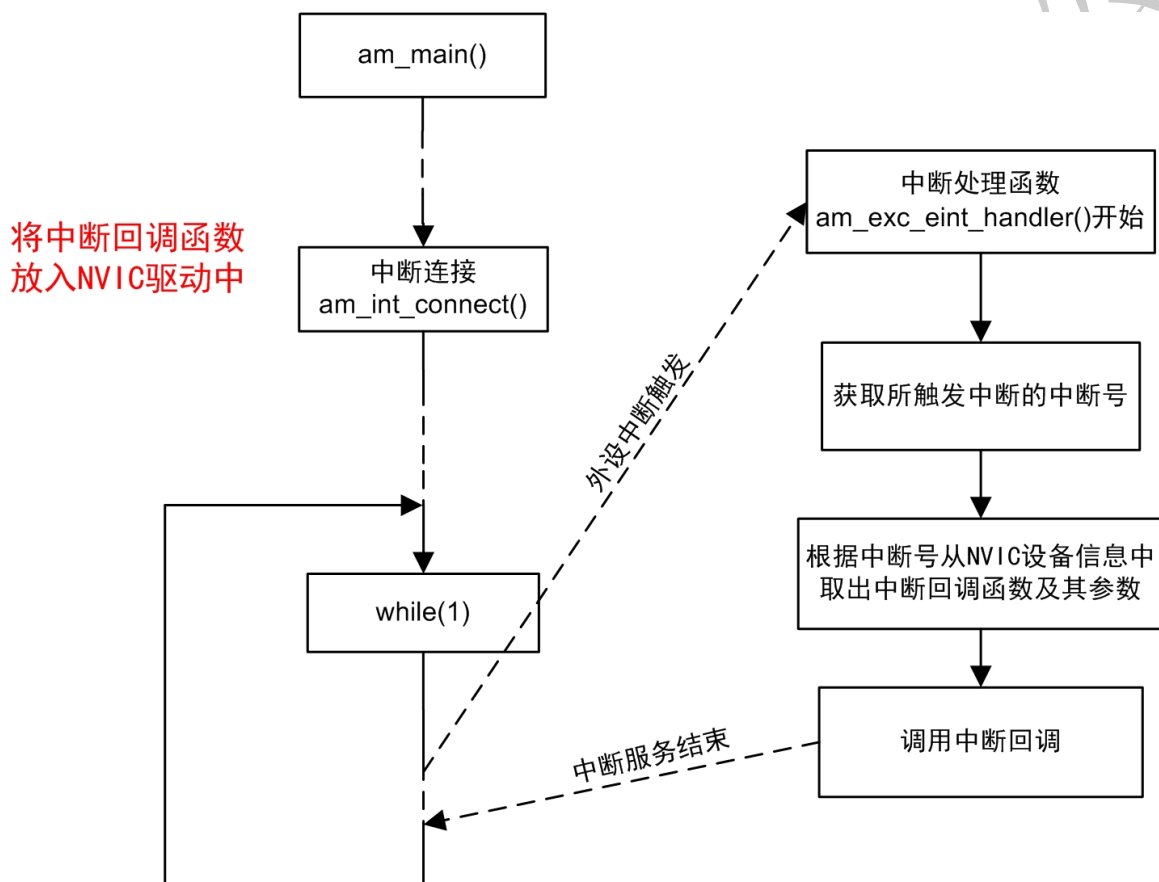 am_main()
将中断回调函数
放入NVIC驱动中
中断连接
am_int_connect()
while(1)
外设中断触发
中断服务结束
中断处理函数
am_exc_eint_handler()开始
获取所触发中断的中断号
根据中断号从NVIC设备信息中
取出中断回调函数及其参数
调用中断回调